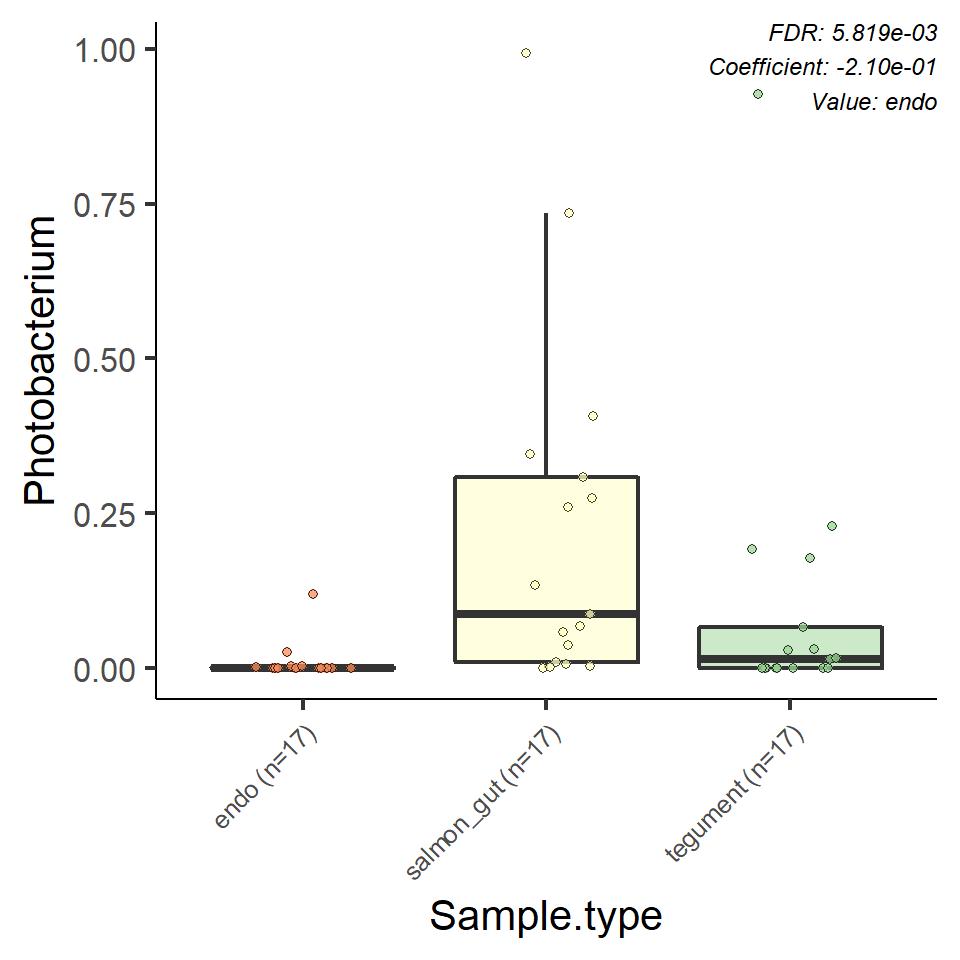 FDR: 5.819e-03
Coefficient: -2.10e-01
Value: endo
1.00
0.75
0.50
0.25
0.00
Photobacterium
endo (n=17)
salmon_gut (n=17)
tegument (n=17)
Sample.type